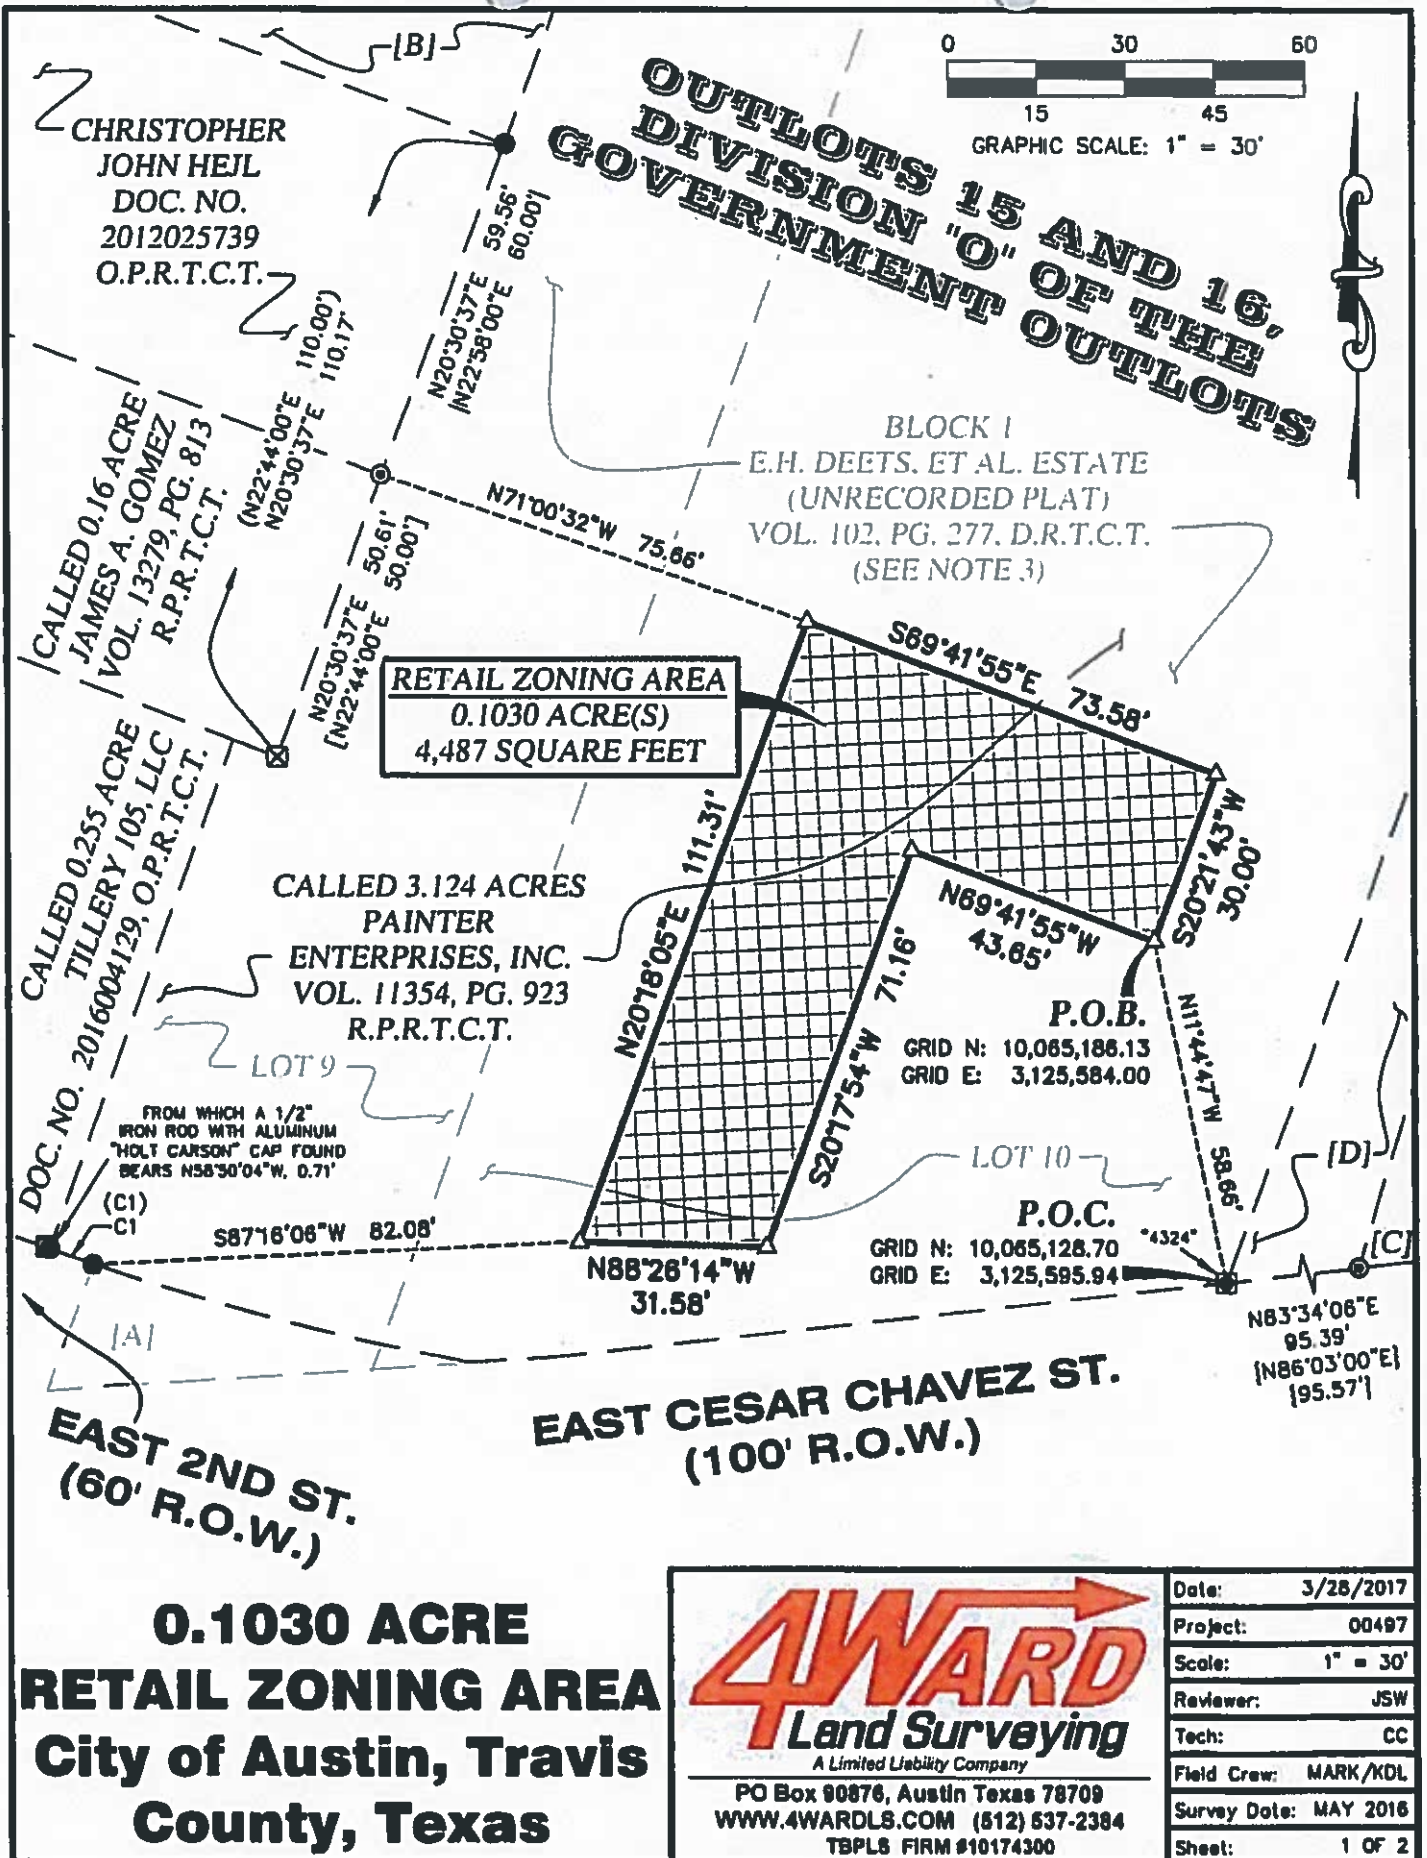 [B]
0 30 60
15 45
GRAPHIC SCALE: 1" = 30'
OUTLOTS 15 AND 16,
DIVISION "O" OF THE
GOVERNMENT OUTLOTS
CHRISTOPHER
JOHN HEJL
DOC. NO.
2012025739
O.P.R.T.C.T.
N20°30'37"E 59.56'
[N22°58'00"E 60.00']
(N22°44'00"E 110.00')
N20°30'37"E 110.17'
CALLED 0.16 ACRE
JAMES A. GOMEZ
VOL. 13279, PG. 813
R.P.R.T.C.T.
BLOCK 1
E.H. DEETS, ET AL. ESTATE
(UNRECORDED PLAT)
VOL. 102, PG. 277, D.R.T.C.T.
(SEE NOTE 3)
N71°00'32"W 75.66'
N20°30'37"E 50.61'
[N22°44'00"E 50.00']
S69°41'55"E 73.58'
RETAIL ZONING AREA
0.1030 ACRE(S)
4,487 SQUARE FEET
CALLED 0.255 ACRE
TILLERY 105, LLC
DOC. NO. 2016004129, O.P.R.T.C.T.
CALLED 3.124 ACRES
PAINTER
ENTERPRISES, INC.
VOL. 11354, PG. 923
R.P.R.T.C.T.
N20°18'05"E 111.31'
S20°21'43"W
30.00'
N69°41'55"W
43.65'
S20°17'54"W 71.16'
P.O.B.
GRID N: 10,065,186.13
GRID E: 3,125,584.00
N11°44'47"W 58.66'
LOT 9
FROM WHICH A 1/2"
IRON ROD WITH ALUMINUM
"HOLT CARSON" CAP FOUND
BEARS N58°50'04"W, 0.71'
(C1)
C1
S87°16'06"W 82.08'
LOT 10
[D]
P.O.C.
GRID N: 10,065,128.70
GRID E: 3,125,595.94
"4324"
[C]
N88°26'14"W
31.58'
N83°34'06"E
95.39'
[N86°03'00"E]
[95.57']
[A]
EAST CESAR CHAVEZ ST.
(100' R.O.W.)
EAST 2ND ST.
(60' R.O.W.)
0.1030 ACRE
RETAIL ZONING AREA
City of Austin, Travis
County, Texas
4WARD
Land Surveying
A Limited Liability Company
PO Box 90876, Austin Texas 78709
WWW.4WARDLS.COM (512) 537-2384
TBPLS FIRM #10174300
Date: 3/28/2017
Project: 00497
Scale: 1" = 30'
Reviewer: JSW
Tech: CC
Field Crew: MARK/KDL
Survey Date: MAY 2016
Sheet: 1 OF 2